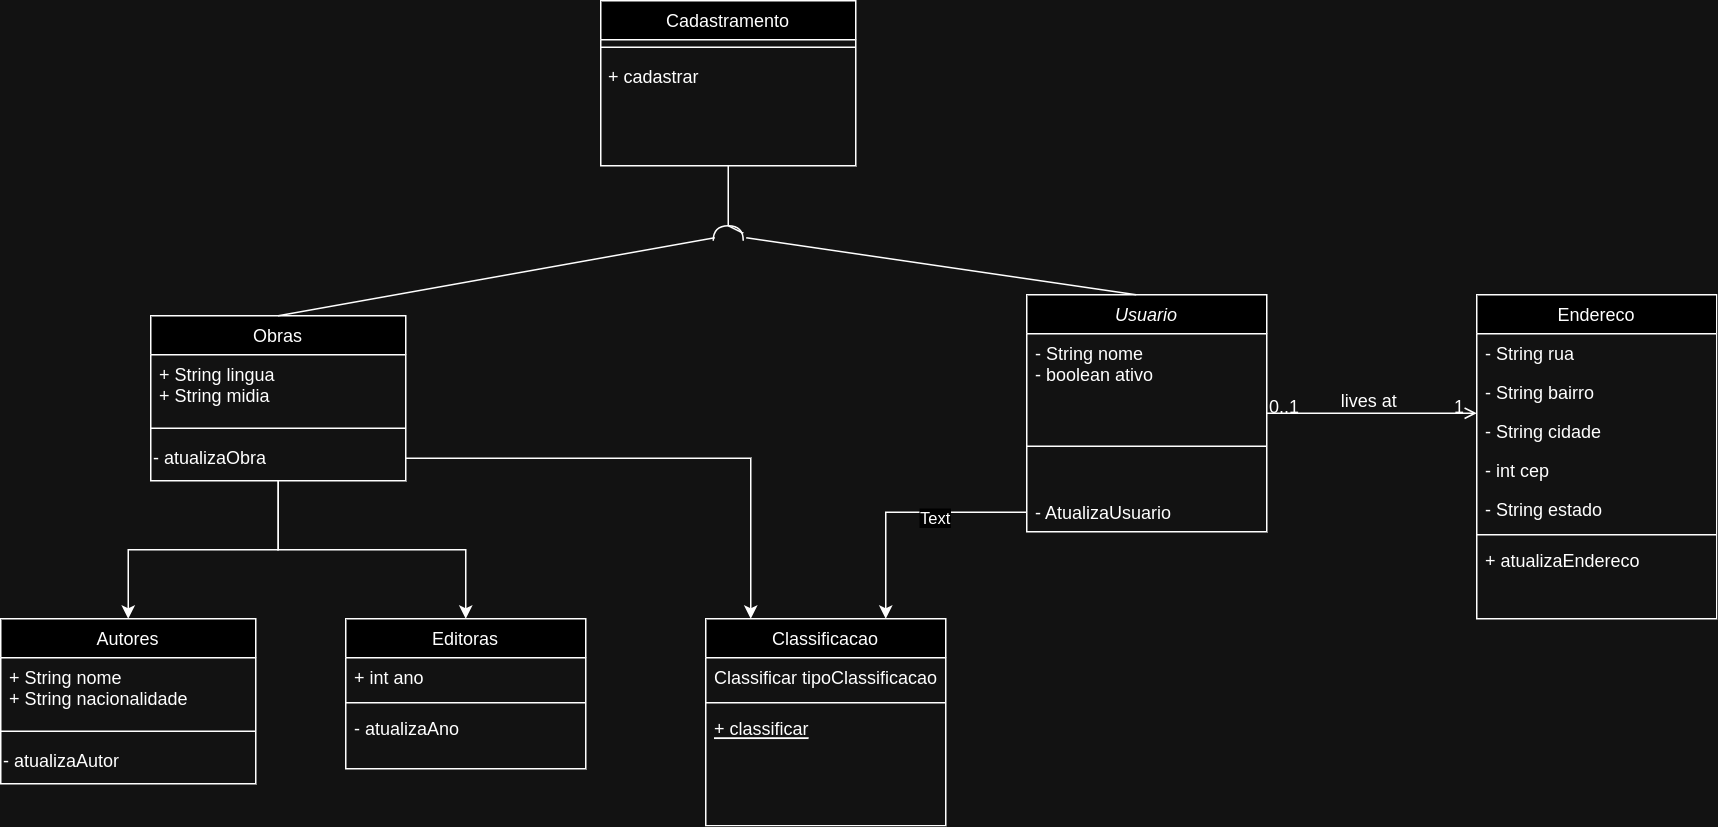 Cadastramento
+ cadastrar
Obras
+ String lingua
+ String midia
- atualizaObra
Usuario
- String nome
- boolean ativo
- AtualizaUsuario
0..1
lives at
1
Endereco
- String rua
- String bairro
- String cidade
- int cep
- String estado
+ atualizaEndereco
Text
Autores
+ String nome
+ String nacionalidade
- atualizaAutor
Editoras
+ int ano
- atualizaAno
Classificacao
Classificar tipoClassificacao
+ classificar